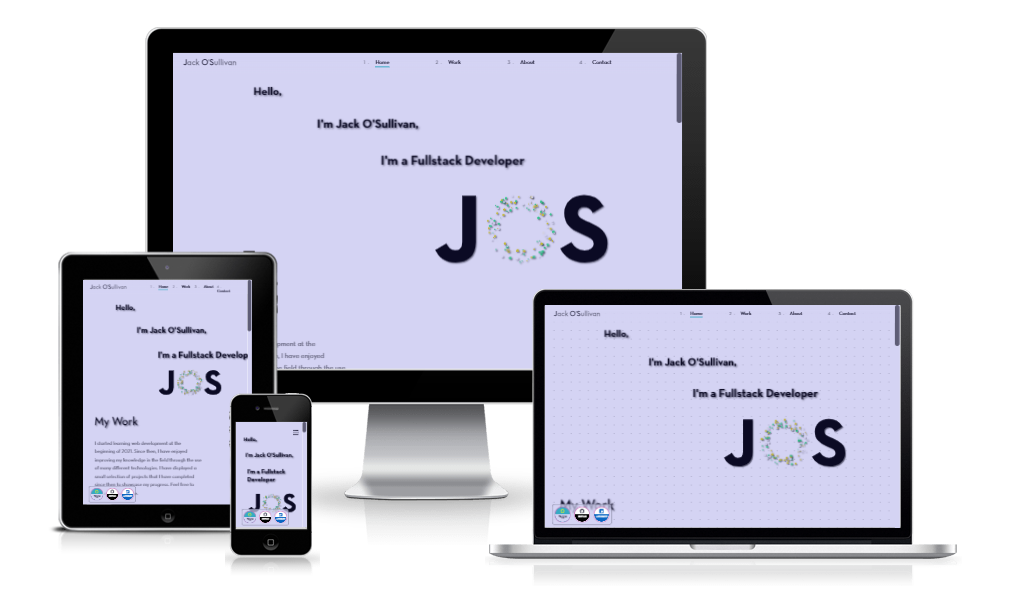 Jack O'Sullivan
1 . Home 2 . Work 3 . About 4 . Contact
Hello,
I'm Jack O'Sullivan,
I'm a Fullstack Developer
JOS
opment at the
, I have enjoyed
field through the use
Jack O'Sullivan
1 . Home 2 . Work 3 . About 4 .
Contact
Hello,
I'm Jack O'Sullivan,
I'm a Fullstack Develop
JOS
My Work
I started learning web development at the
beginning of 2021. Since then, I have enjoyed
improving my knowledge in the field through the use
of many different technologies. I have deployed a
small selection of projects that I have completed
since then to showcase my progress. Feel free to
Hello,
I'm Jack O'Sullivan,
I'm a Fullstack
Developer
JOS
Jack O'Sullivan
1 . Home 2 . Work 3 . About 4 . Contact
Hello,
I'm Jack O'Sullivan,
I'm a Fullstack Developer
JOS
My Work